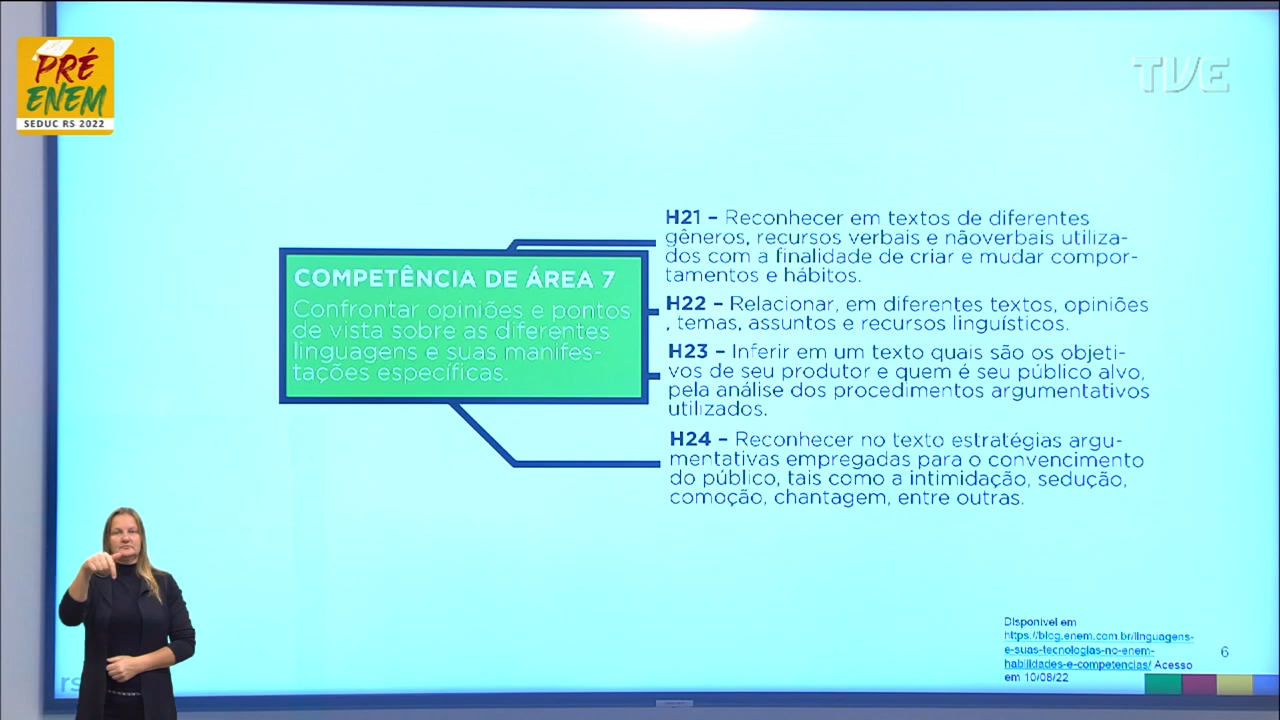 PRÉ
ENEM
SEDUC RS 2022
TVE
COMPETÊNCIA DE ÁREA 7
Confrontar opiniões e pontos
de vista sobre as diferentes
linguagens e suas manifes-
tações específicas.
H21 – Reconhecer em textos de diferentes
gêneros, recursos verbais e nãoverbais utiliza-
dos com a finalidade de criar e mudar compor-
tamentos e hábitos.
H22 – Relacionar, em diferentes textos, opiniões
, temas, assuntos e recursos linguísticos.
H23 – Inferir em um texto quais são os objeti-
vos de seu produtor e quem é seu público alvo,
pela análise dos procedimentos argumentativos
utilizados.
H24 – Reconhecer no texto estratégias argu-
mentativas empregadas para o convencimento
do público, tais como a intimidação, sedução,
comoção, chantagem, entre outras.
Disponível em
https://blog.enem.com.br/linguagens-
e-suas-tecnologias-no-enem-
habilidades-e-competencias/ Acesso
em 10/08/22
6
rs